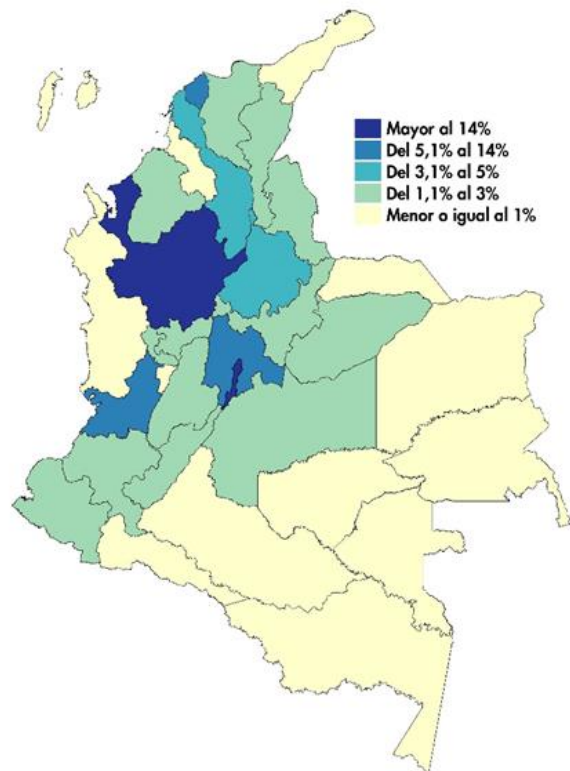 Mayor al 14%
Del 5,1% al 14%
Del 3,1% al 5%
Del 1,1% al 3%
Menor o igual al 1%